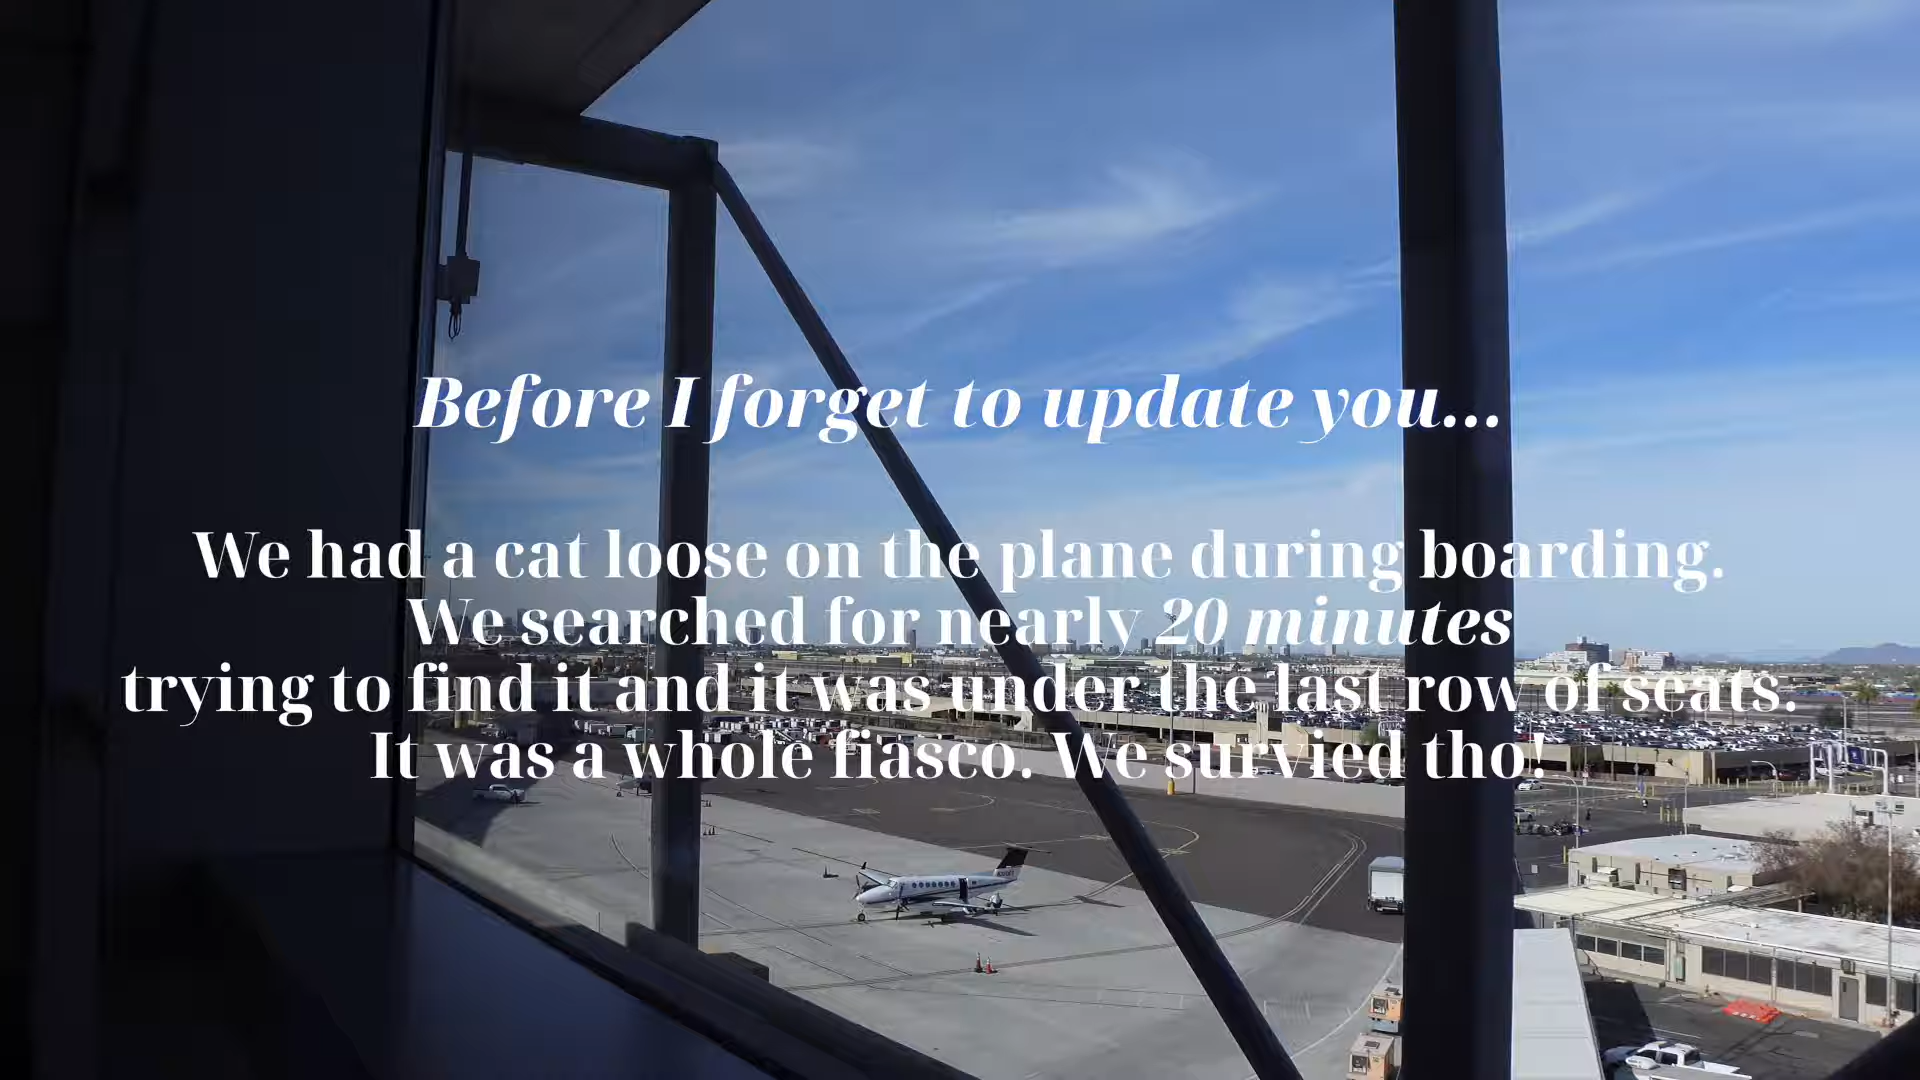 Before I forget to update you...
We had a cat loose on the plane during boarding.
We searched for nearly 20 minutes
trying to find it and it was under the last row of seats.
It was a whole fiasco. We survied tho!